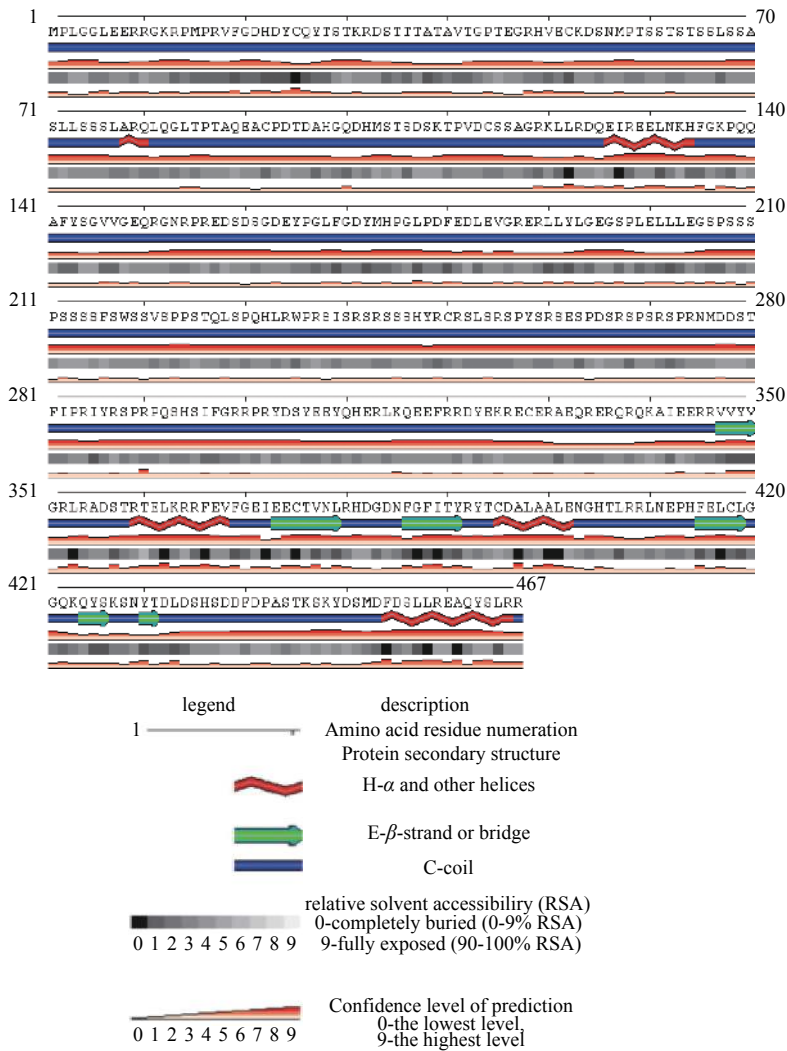 1 70
MPLGGLEERRGKRPMPRVFGDHDYCQYTSTKRDSTITATAVTGPTEGRHVECKDSNMPTSSTSTSSLSSA
71 140
SLLSSSLARQLQGLTPTAQEACPDTDAHGQDHMSTSDSKTPVDCSSAGRKLLRDQEIREELNKHFGKPQQ
141 210
AFYSGVVGEQRGNRPREDSDSGDEYPGLFGDYMHPGLPDFEDLEVGRERLLYLGEGSPLELLLEGSPSSS
211 280
PSSSSFSWSSVSPPSTQLSPQHLRWPRSISRSRSSSHYRCRSLSRSPYSRSESPDSRSPSRSPRNMDDST
281 350
FIPRIYRSPRPQSHSIFGRRPRYDSYEEYQHERLKQEEFRRDYEKRECERAEQRERQRQKAIEERRVVYV
351 420
GRLRADSTRTELKRRFEVFGEIEECTVNLRHDGDNFGFITYRYTCDALAALENGHTLRRLNEPHFELCLG
421 467
GQKQYSKSNYTDLDSHSDDFDPASTKSKYDSMDFDSLLREAQYSLRR
legend description
1 Amino acid residue numeration
Protein secondary structure
H-α and other helices
E-β-strand or bridge
C-coil
relative solvent accessibiliry (RSA)
0-completely buried (0-9% RSA)
0 1 2 3 4 5 6 7 8 9 9-fully exposed (90-100% RSA)
Confidence level of prediction
0-the lowest level,
0 1 2 3 4 5 6 7 8 9 9-the highest level